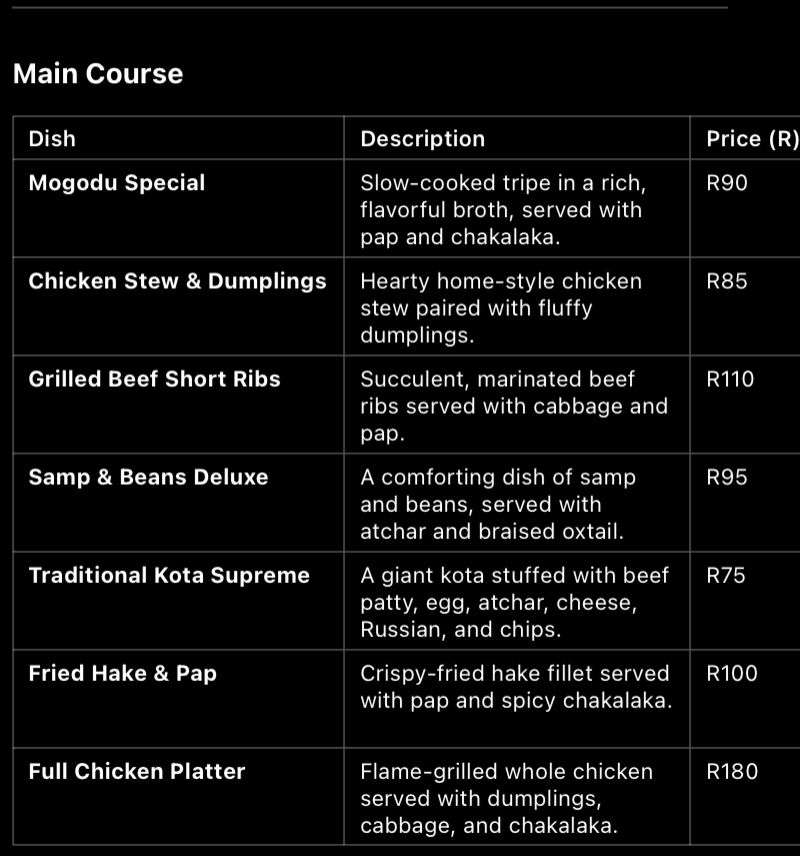 Main Course
Dish Description Price (R)
Mogodu Special Slow-cooked tripe in a rich, R90
flavorful broth, served with
pap and chakalaka.
Chicken Stew & Dumplings Hearty home-style chicken R85
stew paired with fluffy
dumplings.
Grilled Beef Short Ribs Succulent, marinated beef R110
ribs served with cabbage and
pap.
Samp & Beans Deluxe A comforting dish of samp R95
and beans, served with
atchar and braised oxtail.
Traditional Kota Supreme A giant kota stuffed with beef R75
patty, egg, atchar, cheese,
Russian, and chips.
Fried Hake & Pap Crispy-fried hake fillet served R100
with pap and spicy chakalaka.
Full Chicken Platter Flame-grilled whole chicken R180
served with dumplings,
cabbage, and chakalaka.